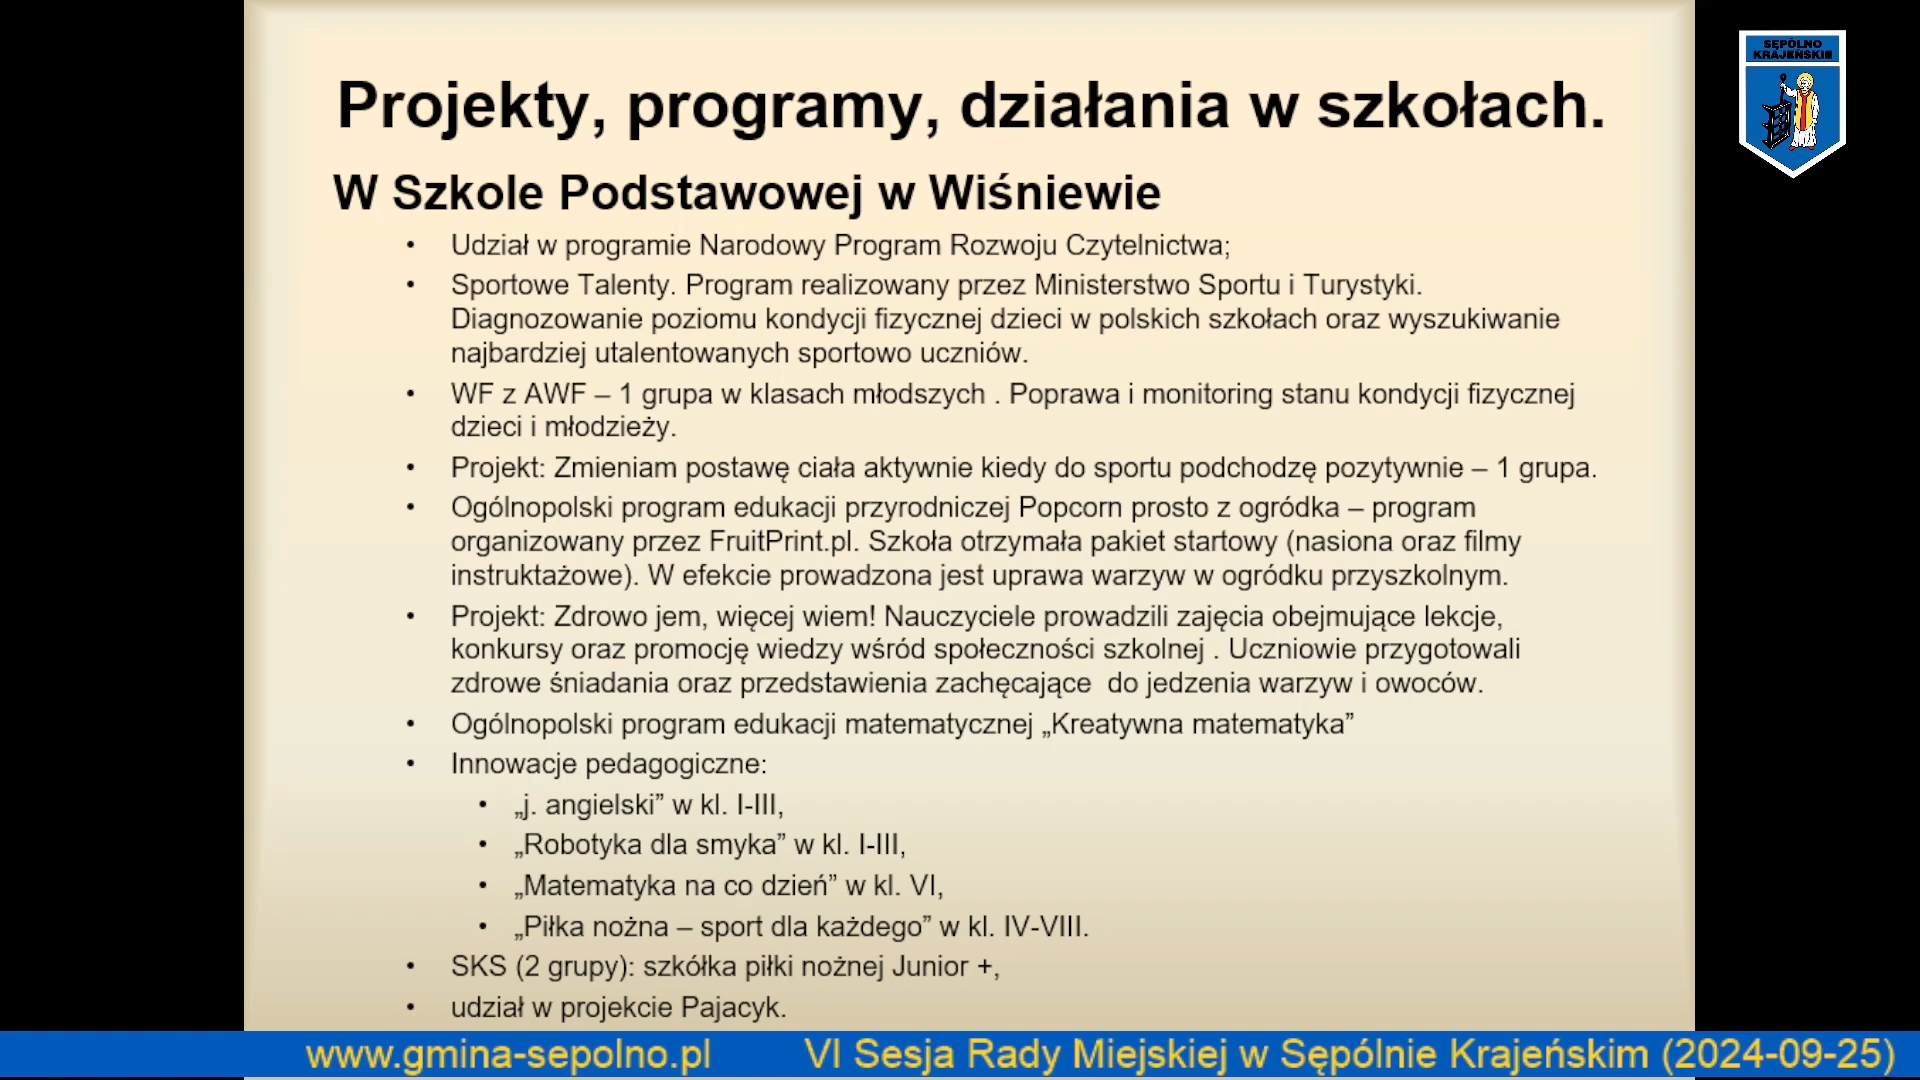 Projekty, programy, działania w szkołach.
SĘPÓLNO
KRAJEŃSKIE
W Szkole Podstawowej w Wiśniewie
• Udział w programie Narodowy Program Rozwoju Czytelnictwa;
• Sportowe Talenty. Program realizowany przez Ministerstwo Sportu i Turystyki.
Diagnozowanie poziomu kondycji fizycznej dzieci w polskich szkołach oraz wyszukiwanie
najbardziej utalentowanych sportowo uczniów.
• WF z AWF – 1 grupa w klasach młodszych . Poprawa i monitoring stanu kondycji fizycznej
dzieci i młodzieży.
• Projekt: Zmieniam postawę ciała aktywnie kiedy do sportu podchodzę pozytywnie – 1 grupa.
• Ogólnopolski program edukacji przyrodniczej Popcorn prosto z ogródka – program
organizowany przez FruitPrint.pl. Szkoła otrzymała pakiet startowy (nasiona oraz filmy
instruktażowe). W efekcie prowadzona jest uprawa warzyw w ogródku przyszkolnym.
• Projekt: Zdrowo jem, więcej wiem! Nauczyciele prowadzili zajęcia obejmujące lekcje,
konkursy oraz promocję wiedzy wśród społeczności szkolnej . Uczniowie przygotowali
zdrowe śniadania oraz przedstawienia zachęcające  do jedzenia warzyw i owoców.
• Ogólnopolski program edukacji matematycznej „Kreatywna matematyka”
• Innowacje pedagogiczne:
• „j. angielski” w kl. I-III,
• „Robotyka dla smyka” w kl. I-III,
• „Matematyka na co dzień” w kl. VI,
• „Piłka nożna – sport dla każdego” w kl. IV-VIII.
• SKS (2 grupy): szkółka piłki nożnej Junior +,
• udział w projekcie Pajacyk.
www.gmina-sepolno.pl VI Sesja Rady Miejskiej w Sępólnie Krajeńskim (2024-09-25)